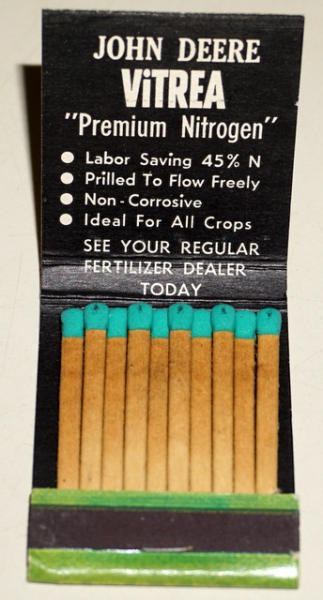 JOHN DEERE
ViTREA
"Premium Nitrogen"
● Labor Saving 45% N
● Prilled To Flow Freely
● Non-Corrosive
● Ideal For All Crops
SEE YOUR REGULAR
FERTILIZER DEALER
TODAY